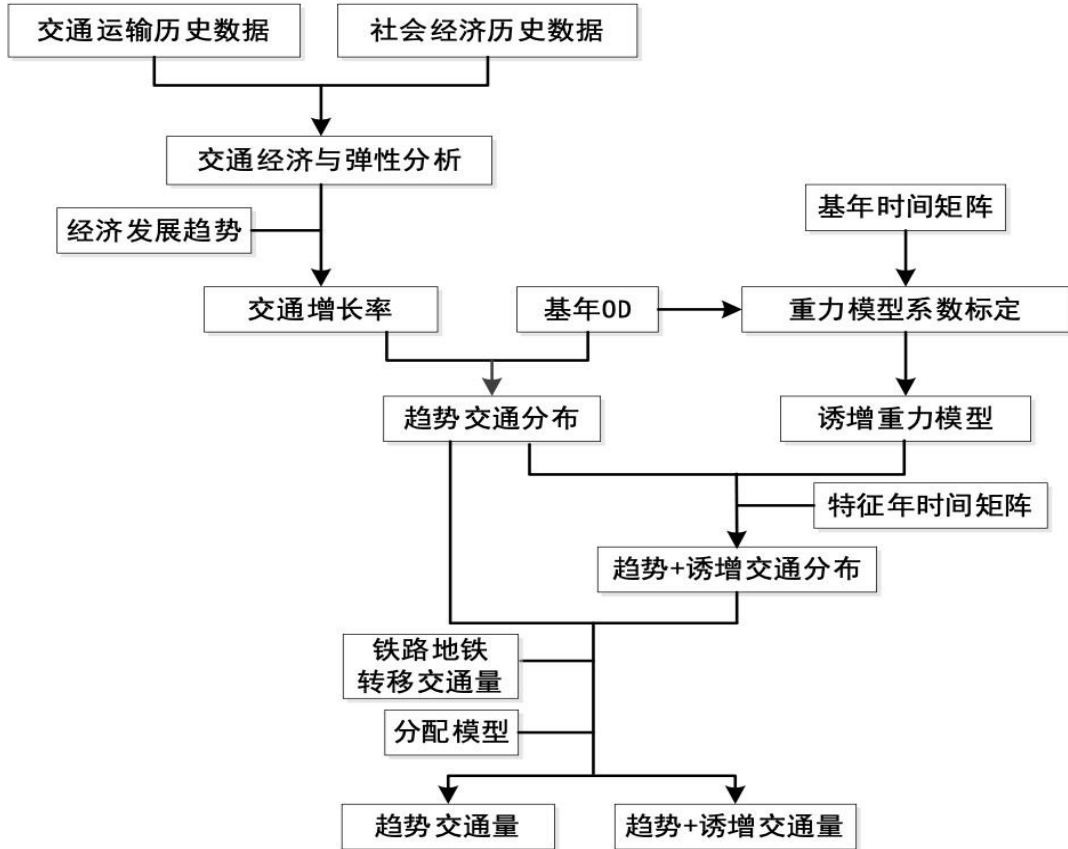 交通运输历史数据
社会经济历史数据
交通经济与弹性分析
经济发展趋势
基年时间矩阵
交通增长率
基年OD
重力模型系数标定
趋势交通分布
诱增重力模型
特征年时间矩阵
趋势+诱增交通分布
铁路地铁
转移交通量
分配模型
趋势交通量
趋势+诱增交通量